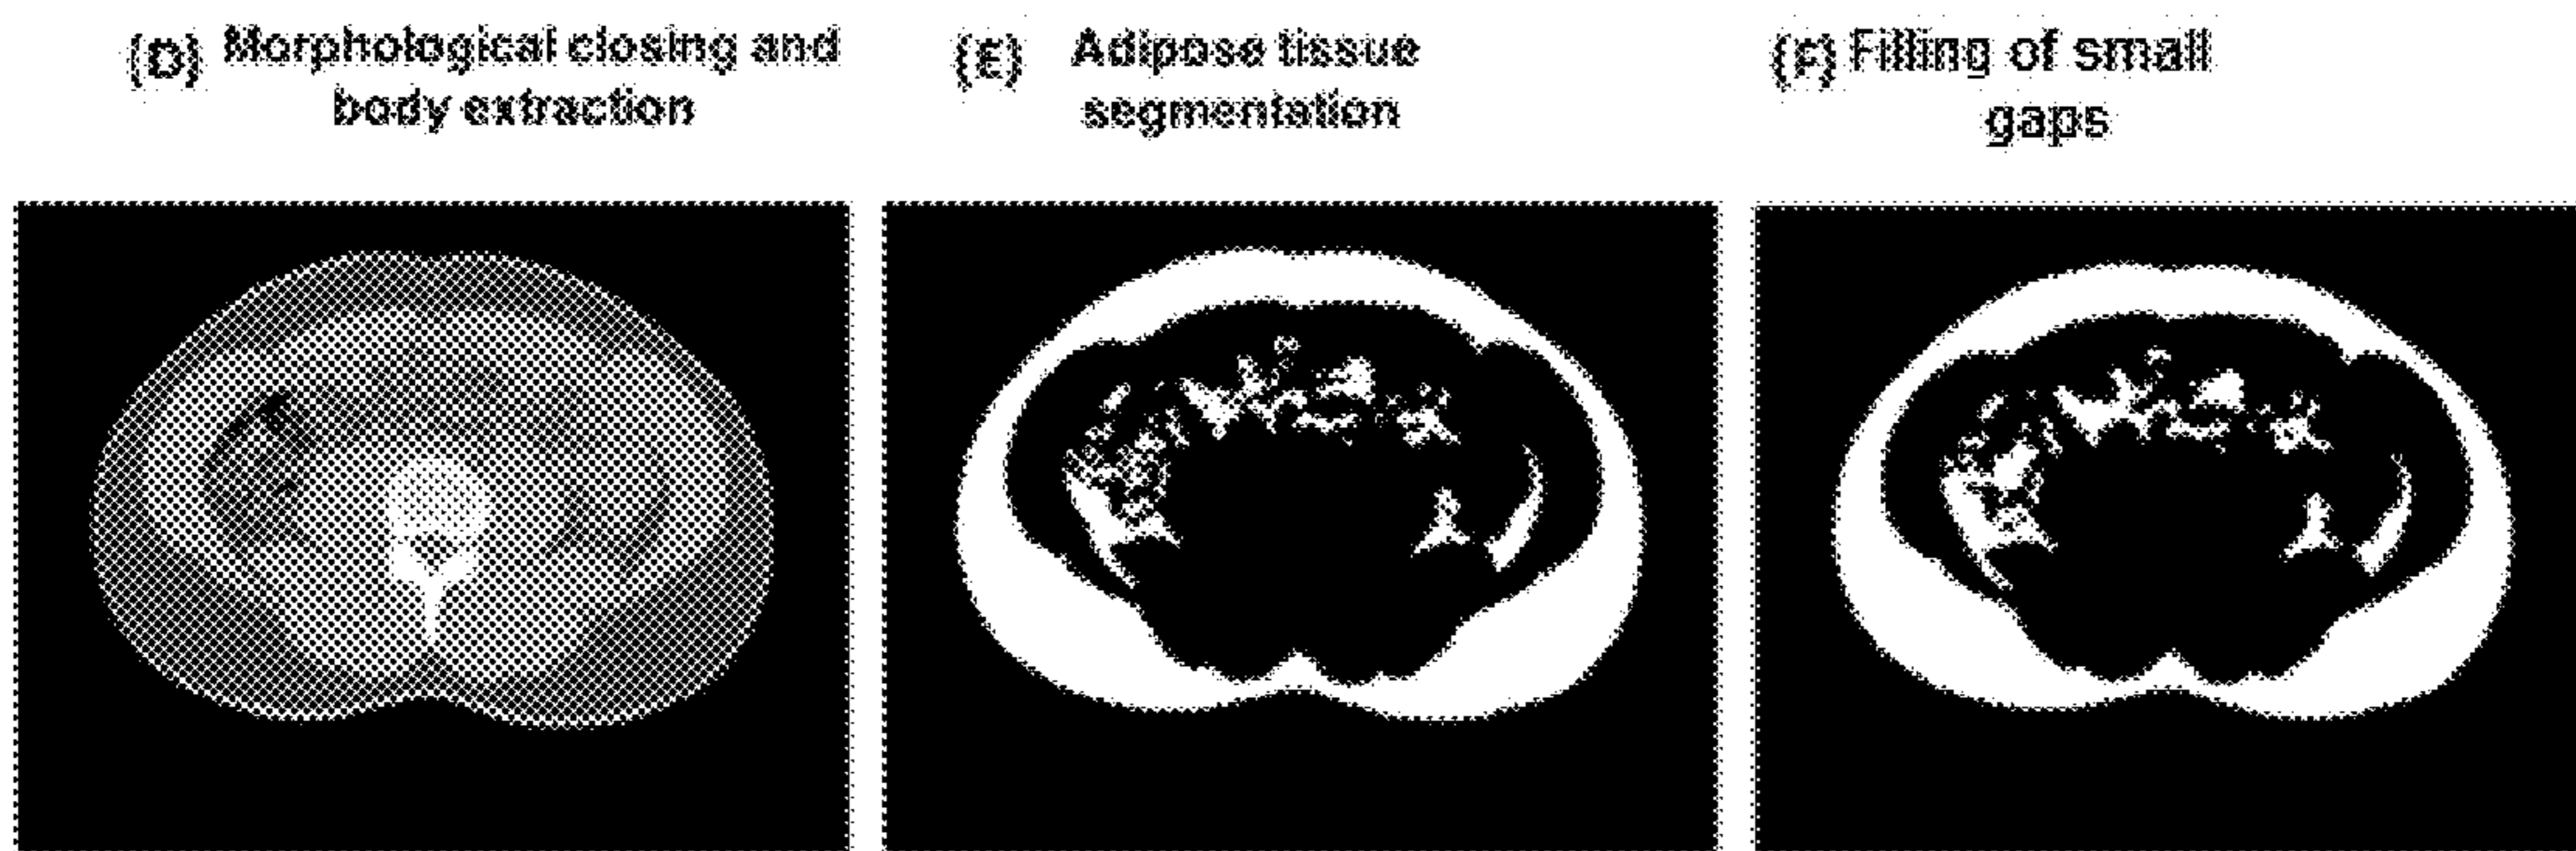 (D) Morphological closing and
body extraction
(E) Adipose tissue
segmentation
(F) Filling of small
gaps